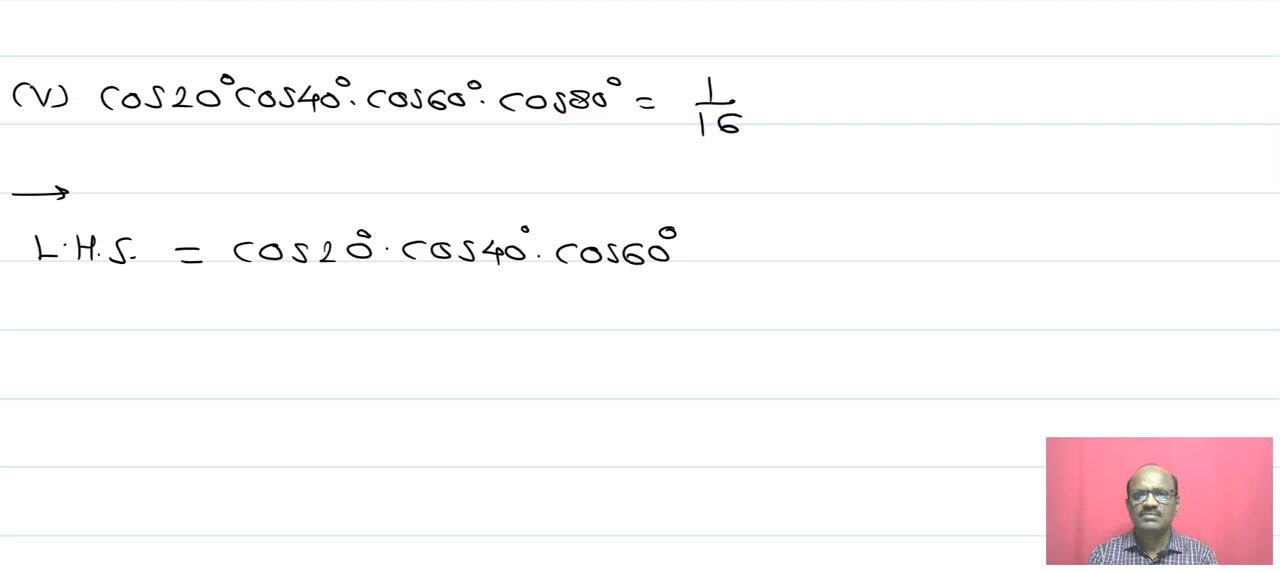 (V) cos20° cos40°. cos60°. cos80° = 1/16
→
L.H.S. = cos20°. cos40°. cos60°